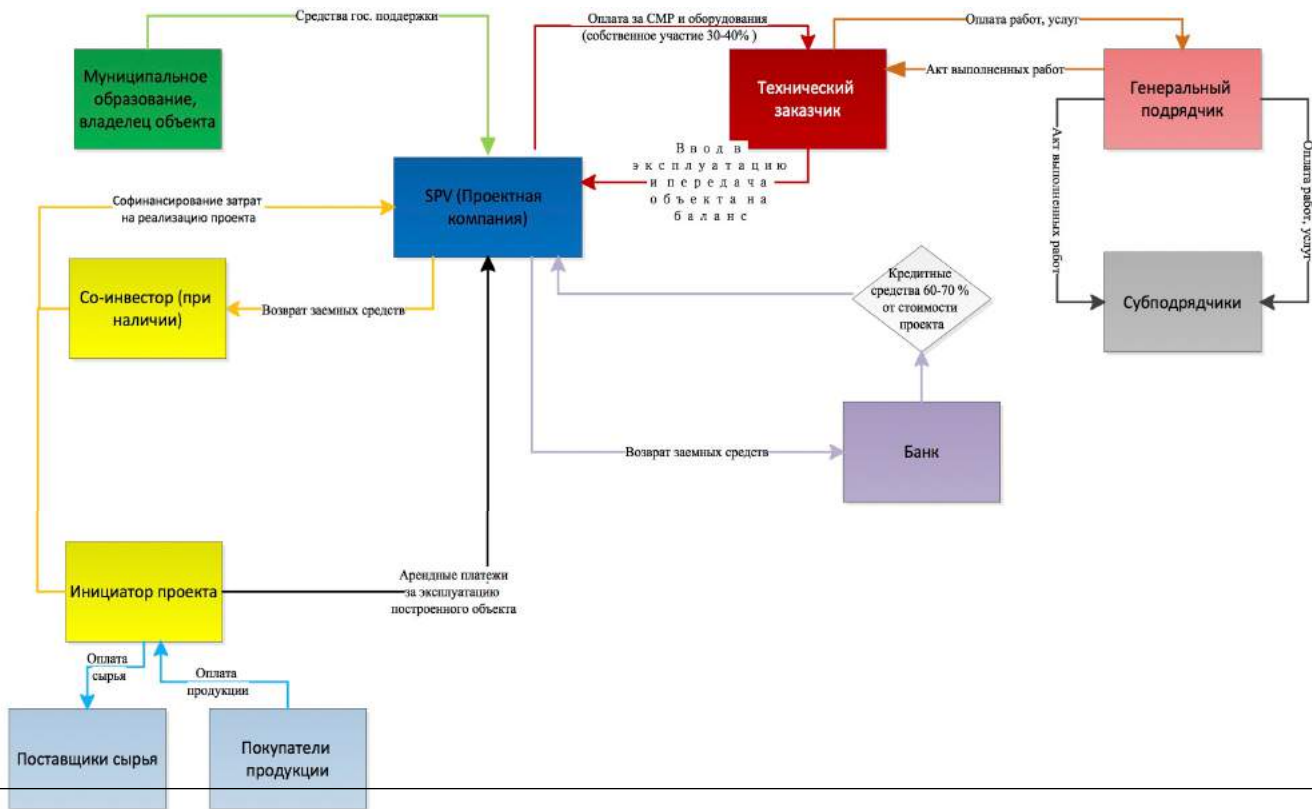 Средства гос. поддержки
Оплата за СМР и оборудования
(собственное участие 30-40% )
Оплата работ, услуг
Муниципальное
образование,
владелец объекта
Технический
заказчик
Акт выполненных работ
Генеральный
подрядчик
Ввод в
эксплуатацию
и передача
объекта на
баланс
Акт выполненных работ
Оплата работ, услуг
SPV (Проектная
компания)
Софинансирование затрат
на реализацию проекта
Со-инвестор (при
наличии)
Возврат заемных средств
Кредитные
средства 60-70 %
от стоимости
проекта
Субподрядчики
Возврат заемных средств
Банк
Инициатор проекта
Арендные платежи
за эксплуатацию
построенного объекта
Оплата
сырья
Оплата
продукции
Поставщики сырья
Покупатели
продукции